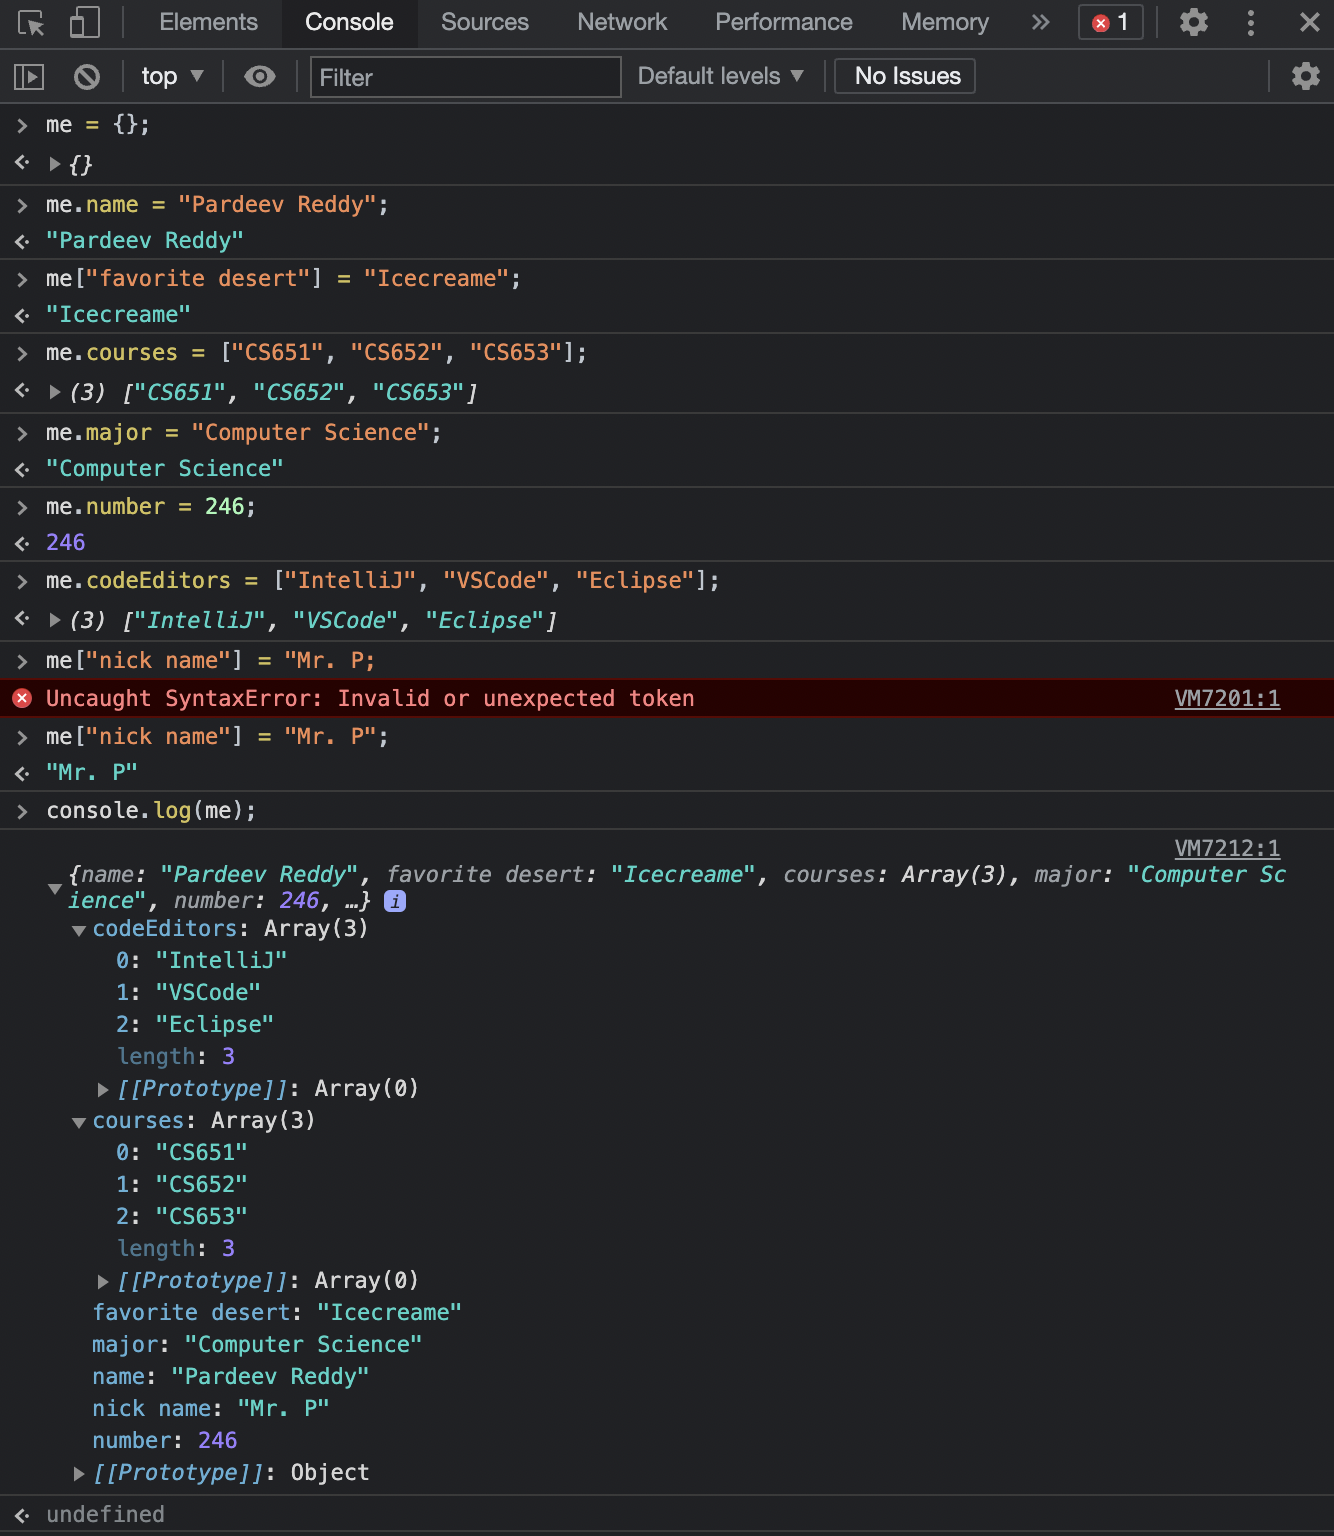 Elements Console Sources Network Performance Memory 1
top Filter Default levels No Issues
me = {};
{}
me.name = "Pardeev Reddy";
"Pardeev Reddy"
me["favorite desert"] = "Icecreame";
"Icecreame"
me.courses = ["CS651", "CS652", "CS653"];
(3) ["CS651", "CS652", "CS653"]
me.major = "Computer Science";
"Computer Science"
me.number = 246;
246
me.codeEditors = ["IntelliJ", "VSCode", "Eclipse"];
(3) ["IntelliJ", "VSCode", "Eclipse"]
me["nick name"] = "Mr. P;
Uncaught SyntaxError: Invalid or unexpected token VM7201:1
me["nick name"] = "Mr. P";
"Mr. P"
console.log(me);
VM7212:1
{name: "Pardeev Reddy", favorite desert: "Icecreame", courses: Array(3), major: "Computer Sc
ience", number: 246, …} i
codeEditors: Array(3)
0: "IntelliJ"
1: "VSCode"
2: "Eclipse"
length: 3
[[Prototype]]: Array(0)
courses: Array(3)
0: "CS651"
1: "CS652"
2: "CS653"
length: 3
[[Prototype]]: Array(0)
favorite desert: "Icecreame"
major: "Computer Science"
name: "Pardeev Reddy"
nick name: "Mr. P"
number: 246
[[Prototype]]: Object
undefined